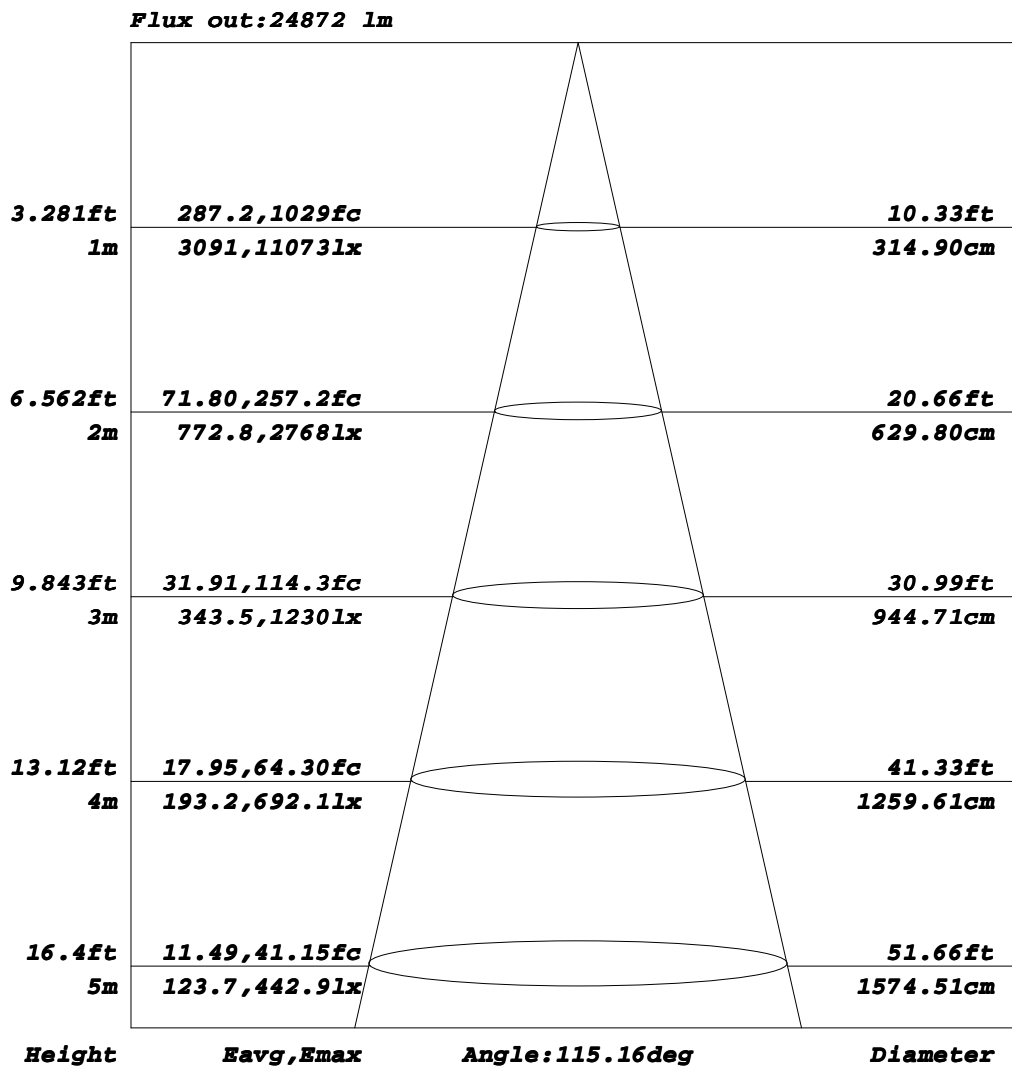 Flux out:24872 lm
3.281ft 287.2,1029fc 10.33ft
1m 3091,11073lx 314.90cm
6.562ft 71.80,257.2fc 20.66ft
2m 772.8,2768lx 629.80cm
9.843ft 31.91,114.3fc 30.99ft
3m 343.5,1230lx 944.71cm
13.12ft 17.95,64.30fc 41.33ft
4m 193.2,692.1lx 1259.61cm
16.4ft 11.49,41.15fc 51.66ft
5m 123.7,442.9lx 1574.51cm
Height Eavg,Emax Angle:115.16deg Diameter